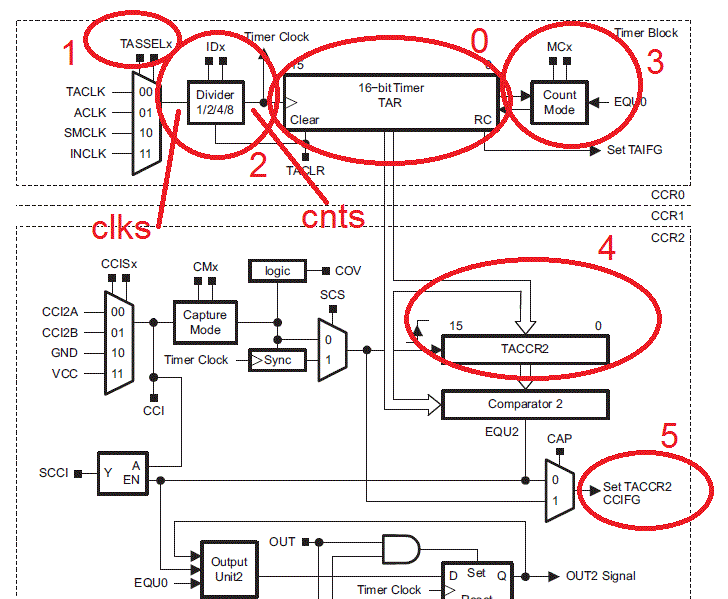 1
TASSELx
IDx
Timer Clock
0
Timer Block
MCx
3
15
0
TACLK
00
ACLK
01
SMCLK
10
INCLK
11
Divider
1/2/4/8
16-bit Timer
TAR
Clear
RC
Count
Mode
EQU0
Set TAIFG
2
TACLR
clks
cnts
CCR0
CCR1
CCR2
4
CCISx
CMx
logic
COV
SCS
CCI2A
00
CCI2B
01
GND
10
VCC
11
Capture
Mode
Timer Clock
Sync
0
1
15
0
TACCR2
CCI
Comparator 2
EQU2
CAP
5
SCCI
Y
A
EN
0
1
Set TACCR2
CCIFG
OUT
Output
Unit2
EQU0
D
Set
Q
OUT2 Signal
Timer Clock
Reset